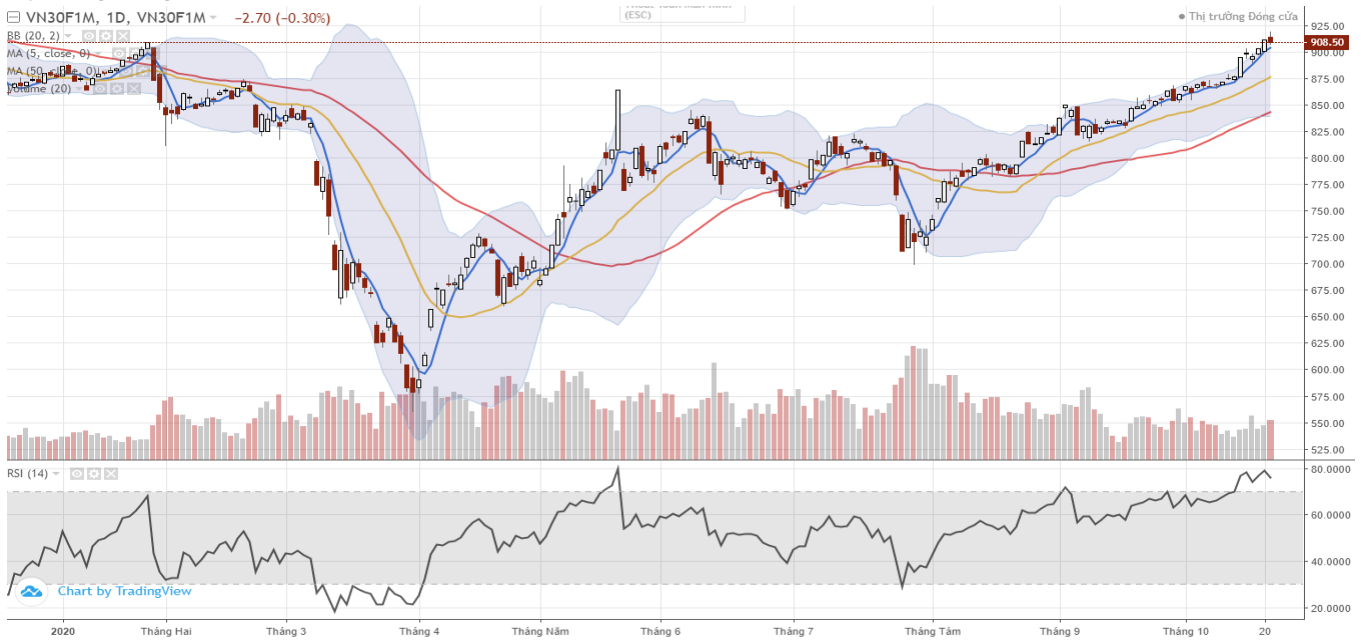 VN30F1M, 1D, VN30F1M −2.70 (−0.30%)
(ESC)
Thị trường Đóng cửa
BB (20, 2)
MA (5, close, 0)
MA (50, close, 0)
Volume (20)
925.00
908.50
900.00
875.00
850.00
825.00
800.00
775.00
750.00
725.00
700.00
675.00
650.00
625.00
600.00
575.00
550.00
525.00
RSI (14)
80.0000
60.0000
40.0000
20.0000
Chart by TradingView
2020 Tháng Hai Tháng 3 Tháng 4 Tháng Năm Tháng 6 Tháng 7 Tháng Tám Tháng 9 Tháng 10 20